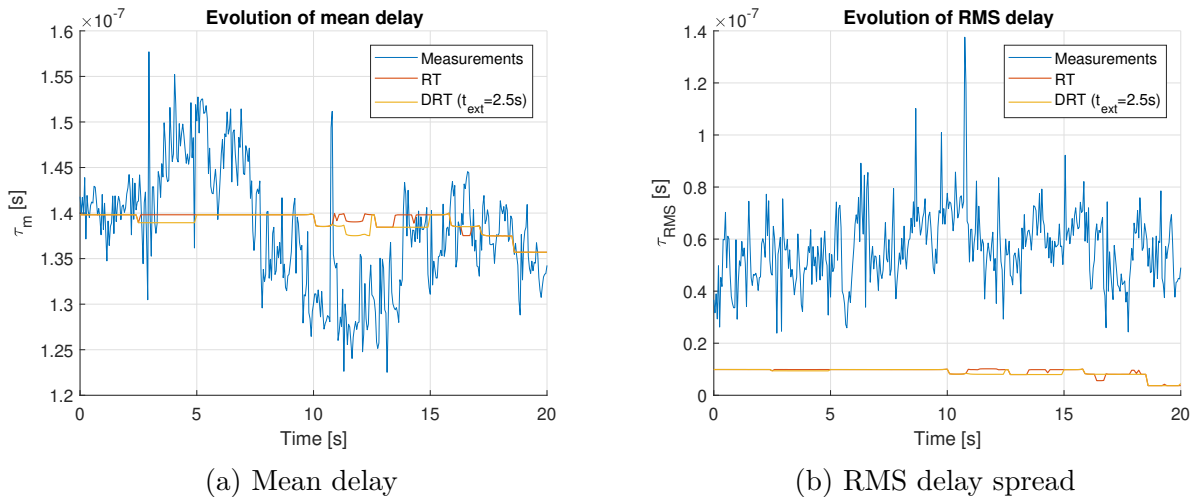 Evolution of mean delay
×10⁻⁷
1.6
1.55
1.5
1.45
1.4
1.35
1.3
1.25
1.2
τm [s]
Measurements
RT
DRT (t_ext=2.5s)
0 5 10 15 20
Time [s]
(a) Mean delay
Evolution of RMS delay
×10⁻⁷
1.4
1.2
1
0.8
0.6
0.4
0.2
0
τRMS [s]
Measurements
RT
DRT (t_ext=2.5s)
0 5 10 15 20
Time [s]
(b) RMS delay spread